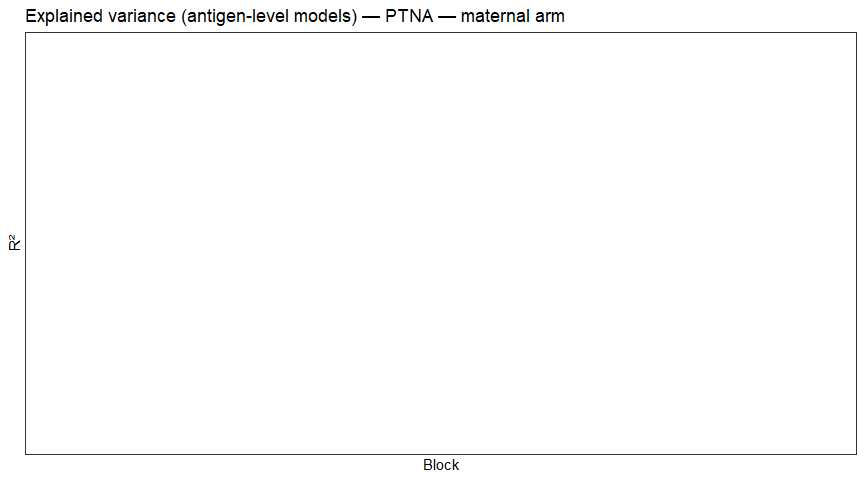 Explained variance (antigen-level models) — PTNA — maternal arm
R²
Block